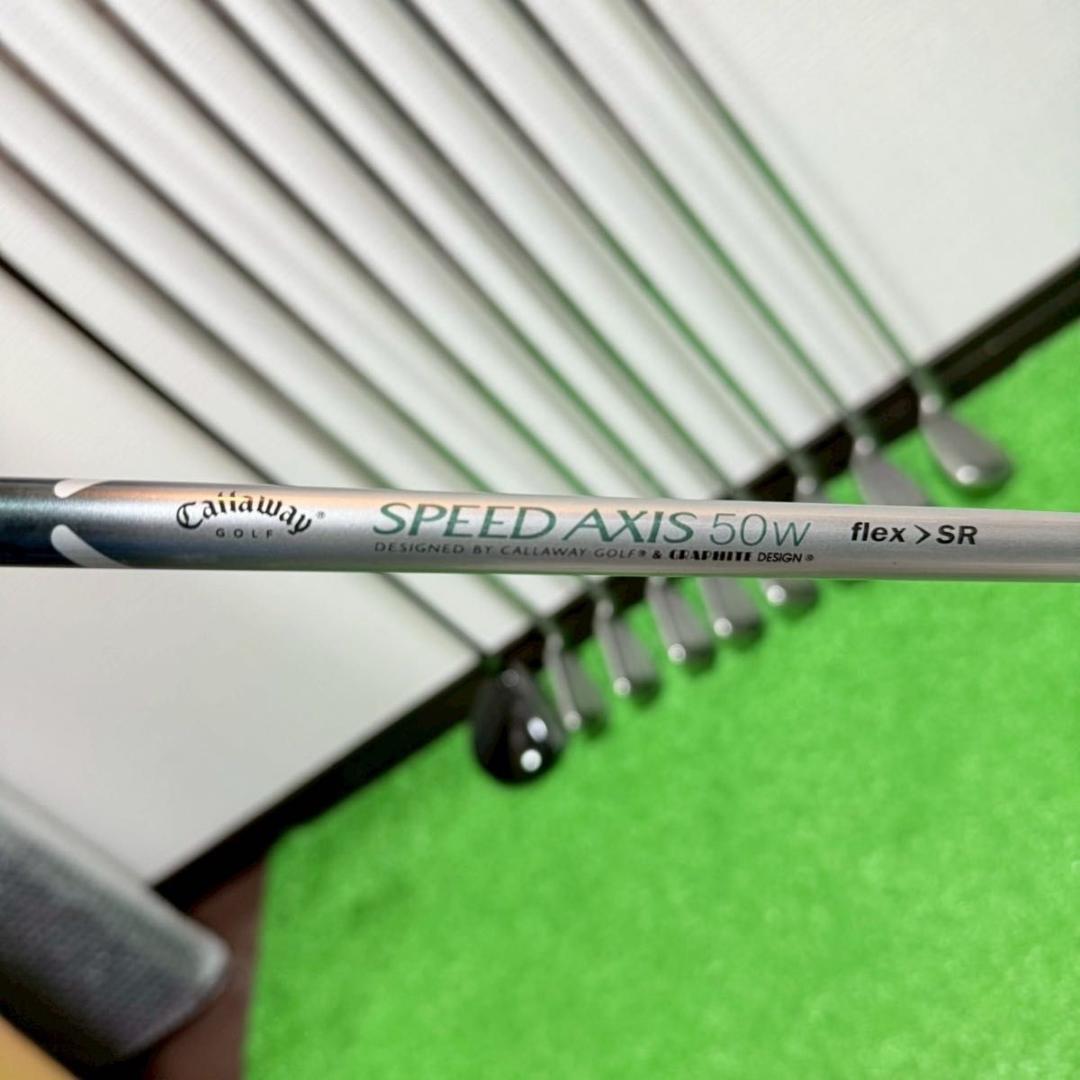 Callaway®
GOLF
SPEED AXIS 50W
DESIGNED BY CALLAWAY GOLF® & GRAPHITE DESIGN®
flex > SR